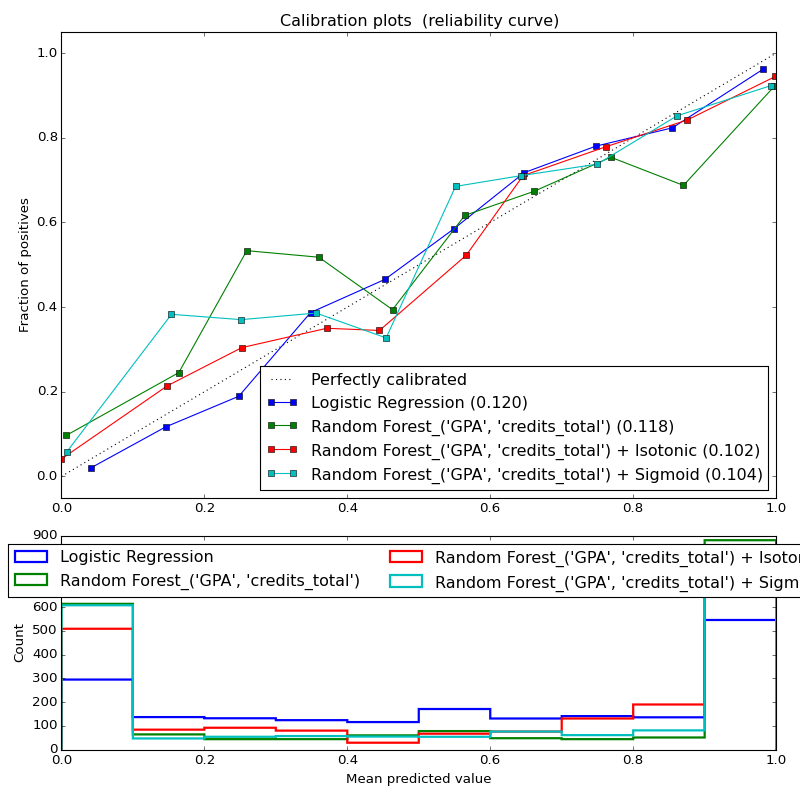 Calibration plots  (reliability curve)
1.0
0.8
0.6
0.4
0.2
0.0
Fraction of positives
Perfectly calibrated
Logistic Regression (0.120)
Random Forest_('GPA', 'credits_total') (0.118)
Random Forest_('GPA', 'credits_total') + Isotonic (0.102)
Random Forest_('GPA', 'credits_total') + Sigmoid (0.104)
0.0 0.2 0.4 0.6 0.8 1.0
900
Logistic Regression
Random Forest_('GPA', 'credits_total')
Random Forest_('GPA', 'credits_total') + Isoto
Random Forest_('GPA', 'credits_total') + Sigm
600
500
400
300
200
100
0
Count
0.0 0.2 0.4 0.6 0.8 1.0
Mean predicted value